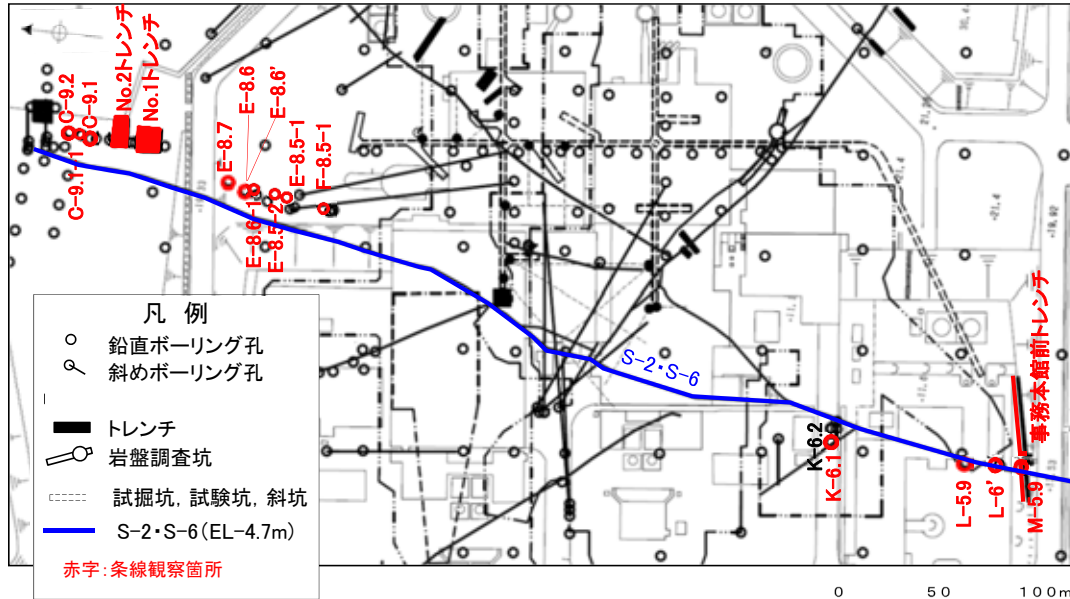 C-9.2
C-9.1
No.2トレンチ
No.1トレンチ
C-9.1-1
E-8.7
E-8.6
E-8.6'
E-8.5-1
F-8.5-1
E-8.6-1
E-8.5-2
S-2・S-6
K-6.2
K-6.1
L-5.9
L-6'
M-5.9
事務本館前トレンチ
21.4
21.4
凡 例
鉛直ボーリング孔
斜めボーリング孔
トレンチ
岩盤調査坑
試掘坑, 試験坑, 斜坑
S-2・S-6(EL-4.7m)
赤字:条線観察箇所
0 50 100m